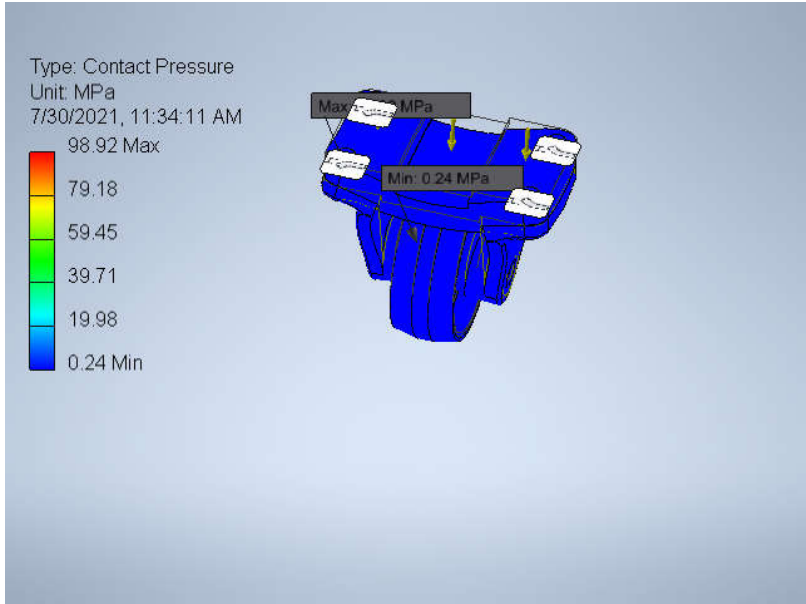 Type: Contact Pressure
Unit: MPa
7/30/2021, 11:34:11 AM
98.92 Max
79.18
59.45
39.71
19.98
0.24 Min
Max MPa
Min: 0.24 MPa